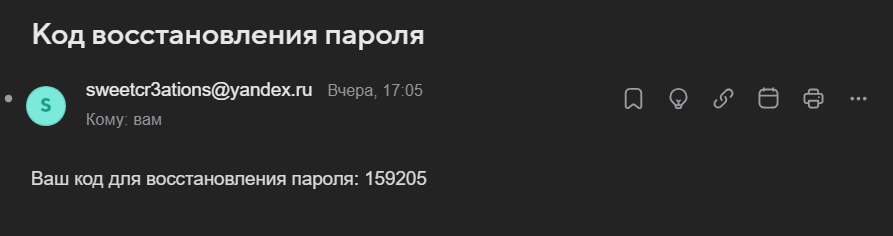 Код восстановления пароля
S
sweetcr3ations@yandex.ru Вчера, 17:05
Кому: вам
Ваш код для восстановления пароля: 159205